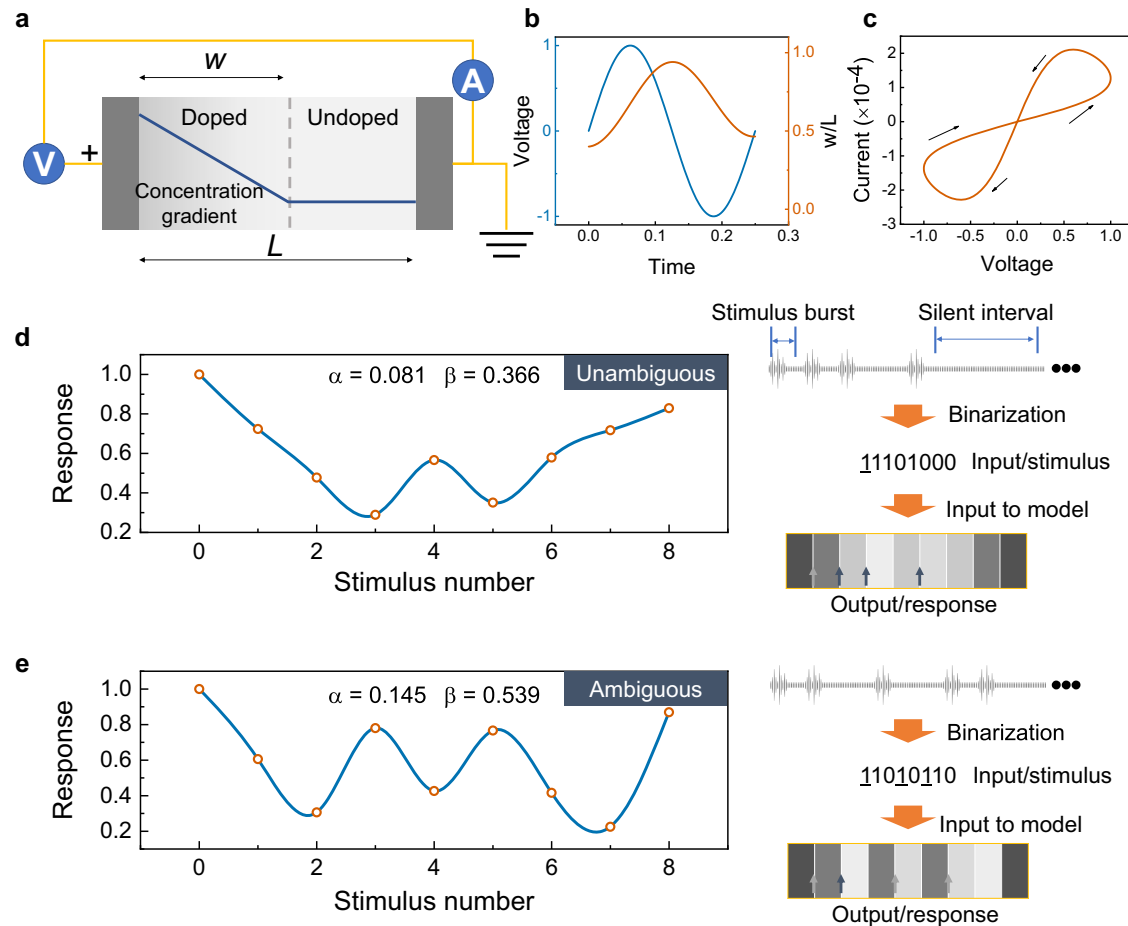 a
w
A
Doped
Undoped
V
+
Concentration
gradient
L
b
Voltage
1
0
-1
1.0
0.5
0.0
w/L
0.0
0.1
0.2
0.3
Time
c
Current (×10⁻⁴)
2
1
0
-1
-2
-3
-1.0
-0.5
0.0
0.5
1.0
Voltage
d
Response
1.0
0.8
0.6
0.4
0.2
α = 0.081 β = 0.366
Unambiguous
0
2
4
6
8
Stimulus number
Stimulus burst
Silent interval
Binarization
11101000 Input/stimulus
Input to model
Output/response
e
Response
1.0
0.8
0.6
0.4
0.2
α = 0.145 β = 0.539
Ambiguous
0
2
4
6
8
Stimulus number
Binarization
11010110 Input/stimulus
Input to model
Output/response